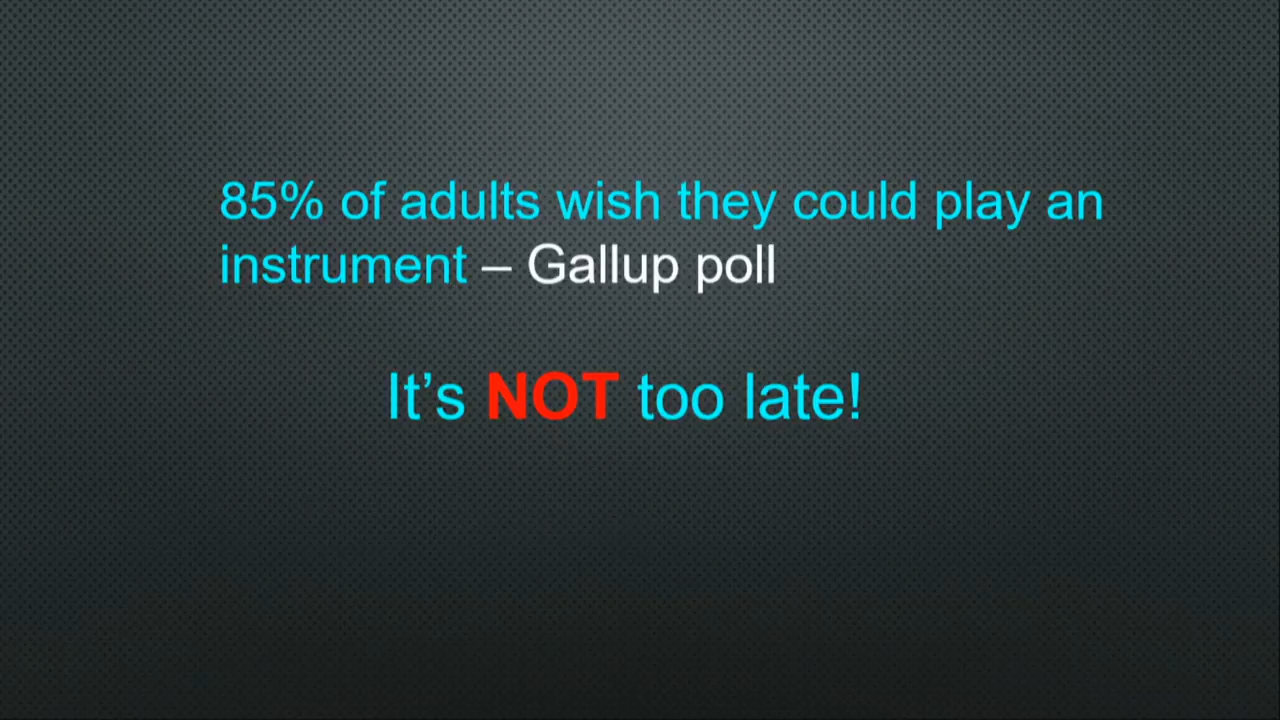 85% of adults wish they could play an
instrument – Gallup poll
It’s NOT too late!